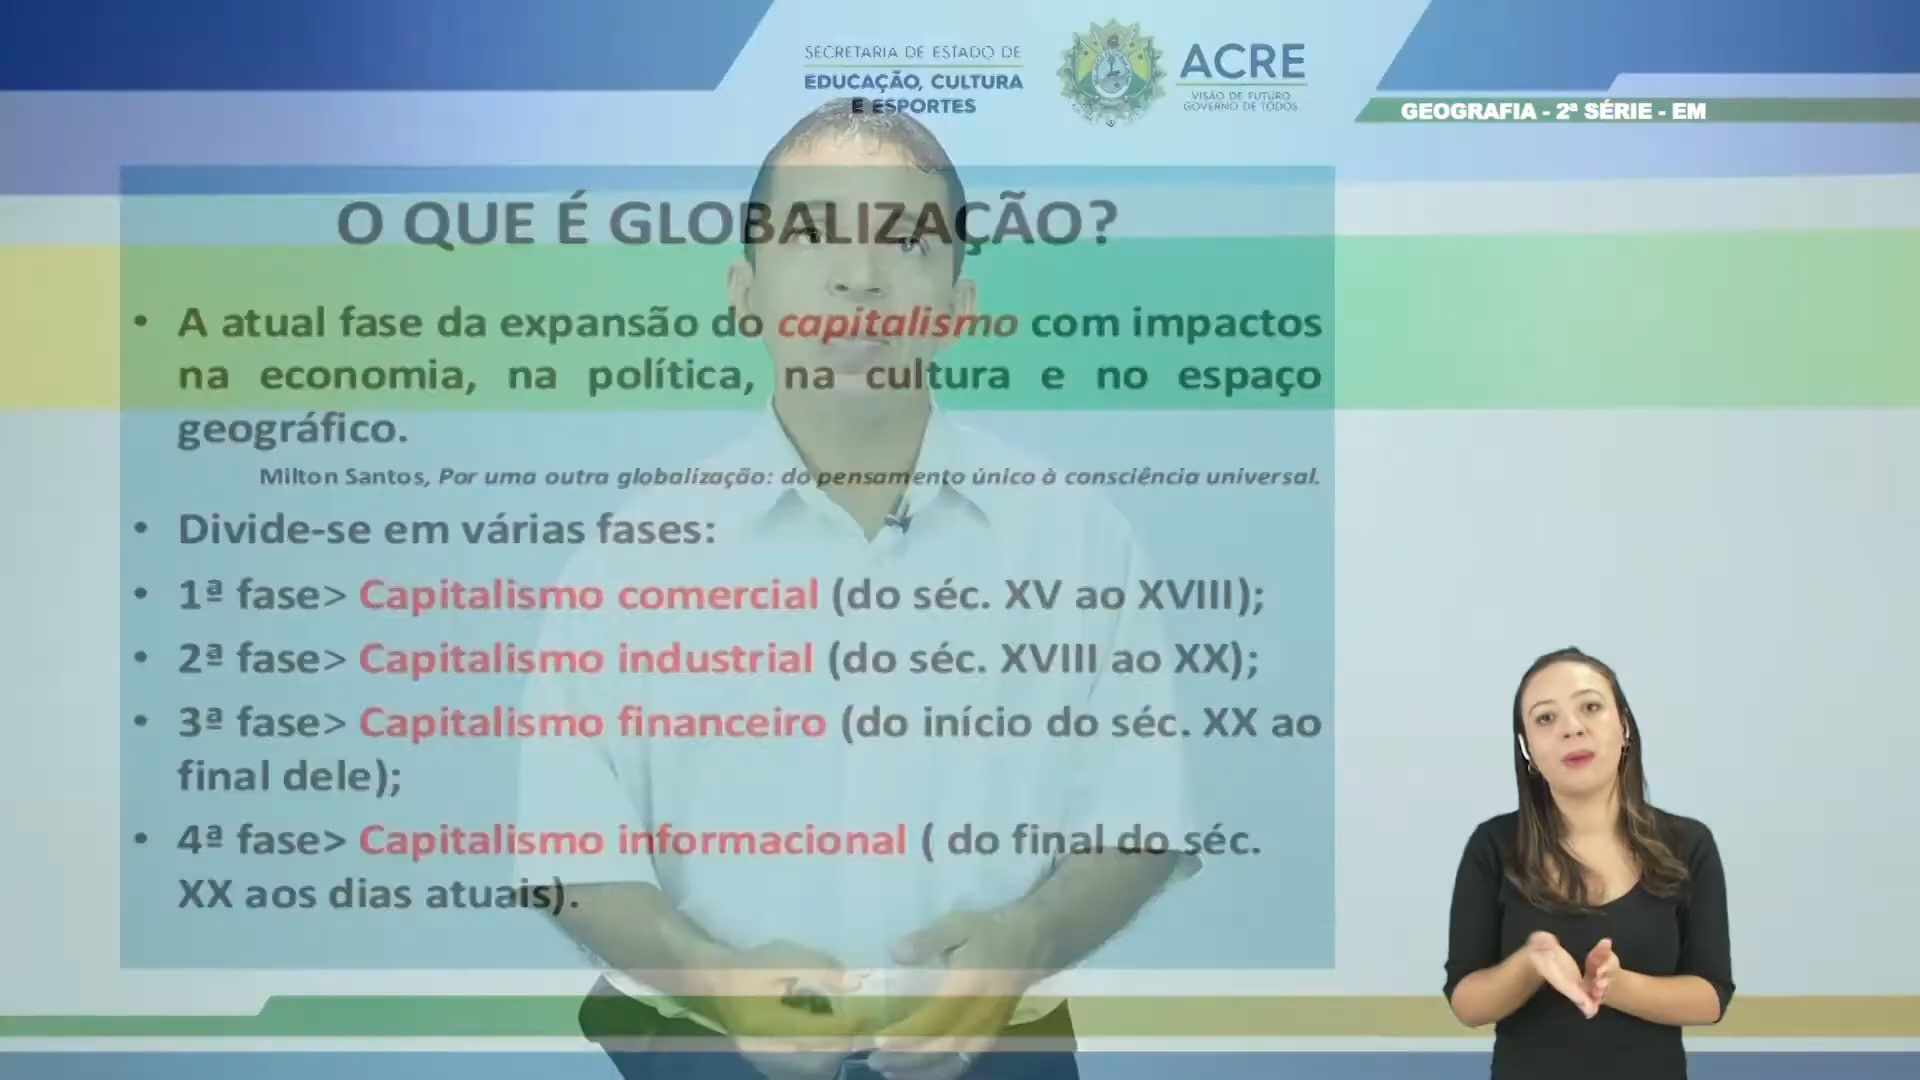 SECRETARIA DE ESTADO DE
EDUCAÇÃO, CULTURA
E ESPORTES
ACRE
VISÃO DE FUTURO
GOVERNO DE TODOS
GEOGRAFIA - 2ª SÉRIE - EM
O QUE É GLOBALIZAÇÃO?
• A atual fase da expansão do capitalismo com impactos
na economia, na política, na cultura e no espaço
geográfico.
Milton Santos, Por uma outra globalização: do pensamento único à consciência universal.
• Divide-se em várias fases:
• 1ª fase> Capitalismo comercial (do séc. XV ao XVIII);
• 2ª fase> Capitalismo industrial (do séc. XVIII ao XX);
• 3ª fase> Capitalismo financeiro (do início do séc. XX ao
final dele);
• 4ª fase> Capitalismo informacional ( do final do séc.
XX aos dias atuais).